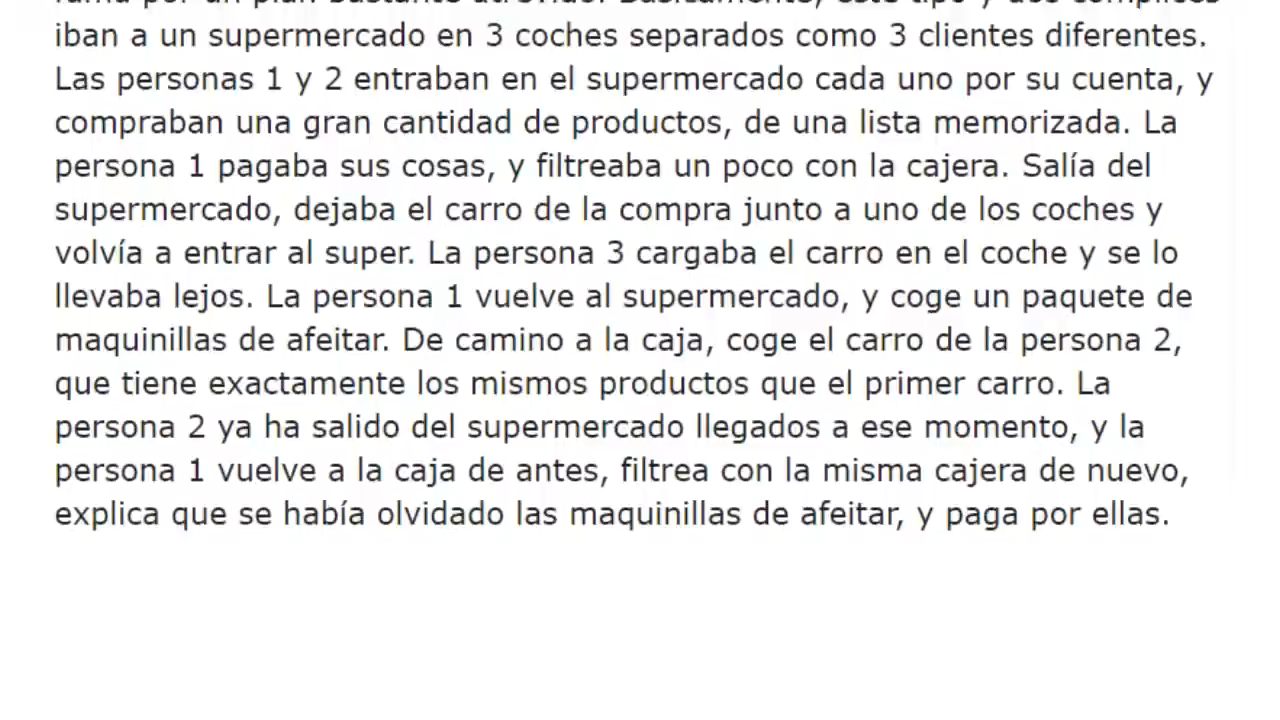 iban a un supermercado en 3 coches separados como 3 clientes diferentes.
Las personas 1 y 2 entraban en el supermercado cada uno por su cuenta, y
compraban una gran cantidad de productos, de una lista memorizada. La
persona 1 pagaba sus cosas, y filtreaba un poco con la cajera. Salía del
supermercado, dejaba el carro de la compra junto a uno de los coches y
volvía a entrar al super. La persona 3 cargaba el carro en el coche y se lo
llevaba lejos. La persona 1 vuelve al supermercado, y coge un paquete de
maquinillas de afeitar. De camino a la caja, coge el carro de la persona 2,
que tiene exactamente los mismos productos que el primer carro. La
persona 2 ya ha salido del supermercado llegados a ese momento, y la
persona 1 vuelve a la caja de antes, filtrea con la misma cajera de nuevo,
explica que se había olvidado las maquinillas de afeitar, y paga por ellas.